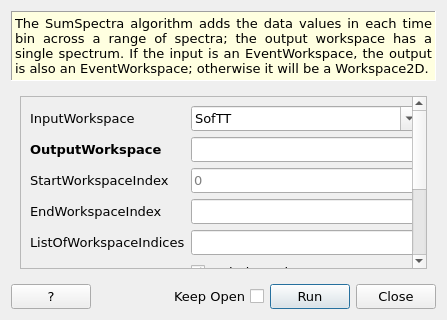 The SumSpectra algorithm adds the data values in each time
bin across a range of spectra; the output workspace has a
single spectrum. If the input is an EventWorkspace, the output
is also an EventWorkspace; otherwise it will be a Workspace2D.
InputWorkspace SofTT
OutputWorkspace
StartWorkspaceIndex 0
EndWorkspaceIndex
ListOfWorkspaceIndices
? Keep Open Run Close